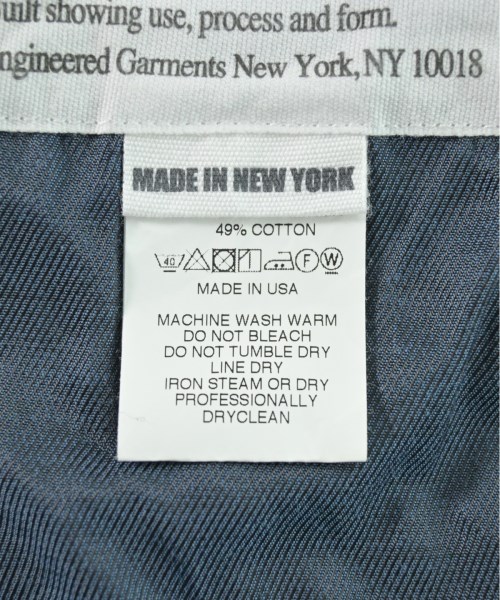 uilt showing use, process and form.
ngineered Garments New York, NY 10018
MADE IN NEW YORK
49% COTTON
40 F W
MADE IN USA
MACHINE WASH WARM
DO NOT BLEACH
DO NOT TUMBLE DRY
LINE DRY
IRON STEAM OR DRY
PROFESSIONALLY
DRYCLEAN